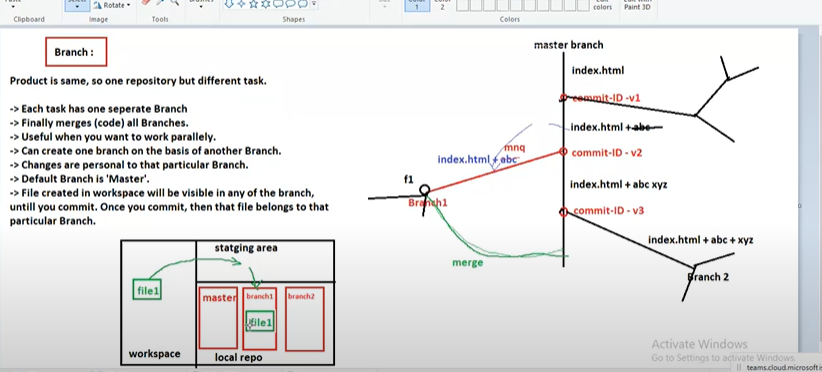 Rotate
Clipboard
Image
Tools
Shapes
1
2
Colors
colors
Paint 3D
Branch :
Product is same, so one repository but different task.
-> Each task has one seperate Branch
-> Finally merges (code) all Branches.
-> Useful when you want to work parallely.
-> Can create one branch on the basis of another Branch.
-> Changes are personal to that particular Branch.
-> Default Branch is 'Master'.
-> File created in workspace will be visible in any of the branch,
untill you commit. Once you commit, then that file belongs to that
particular Branch.
master branch
index.html
commit-ID -v1
index.html + abc
mnq
commit-ID - v2
index.html + abc
f1
index.html + abc xyz
Branch1
commit-ID - v3
index.html + abc + xyz
merge
Branch 2
statging area
file1
master
branch1
branch2
file1
workspace
local repo
Activate Windows
Go to Settings to activate Windows.
teams.cloud.microsoft